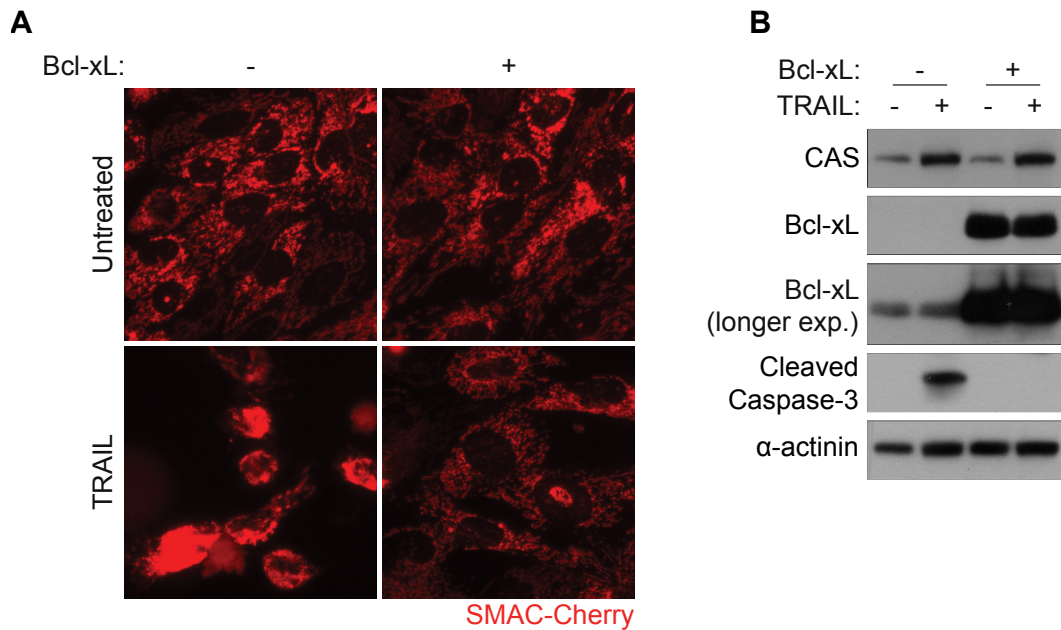 A
Bcl-xL: - +
Untreated
TRAIL
SMAC-Cherry
B
Bcl-xL: - +
TRAIL: - + - +
CAS
Bcl-xL
Bcl-xL
(longer exp.)
Cleaved
Caspase-3
α-actinin